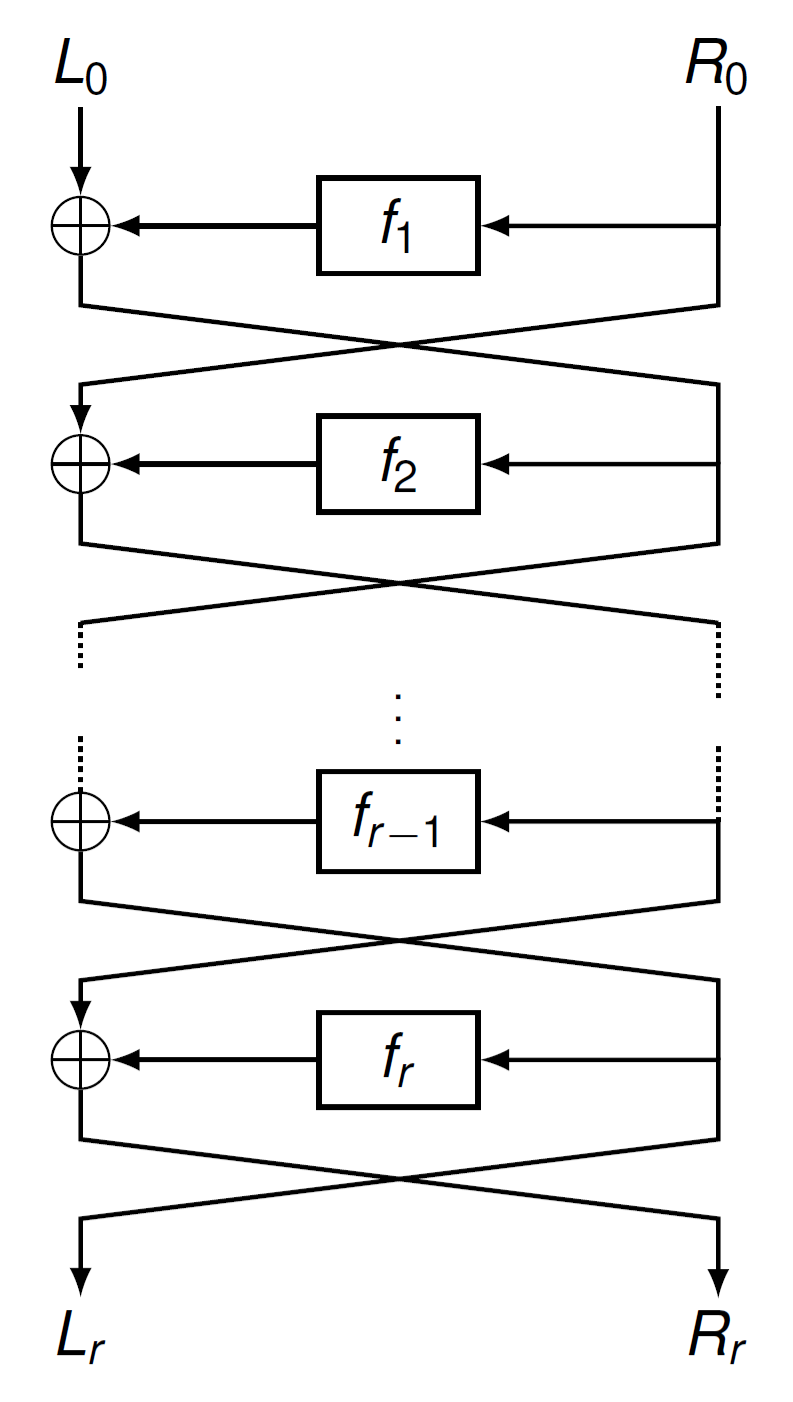 L₀ R₀
f₁
f₂
⋮
fᵣ₋₁
fᵣ
Lᵣ Rᵣ